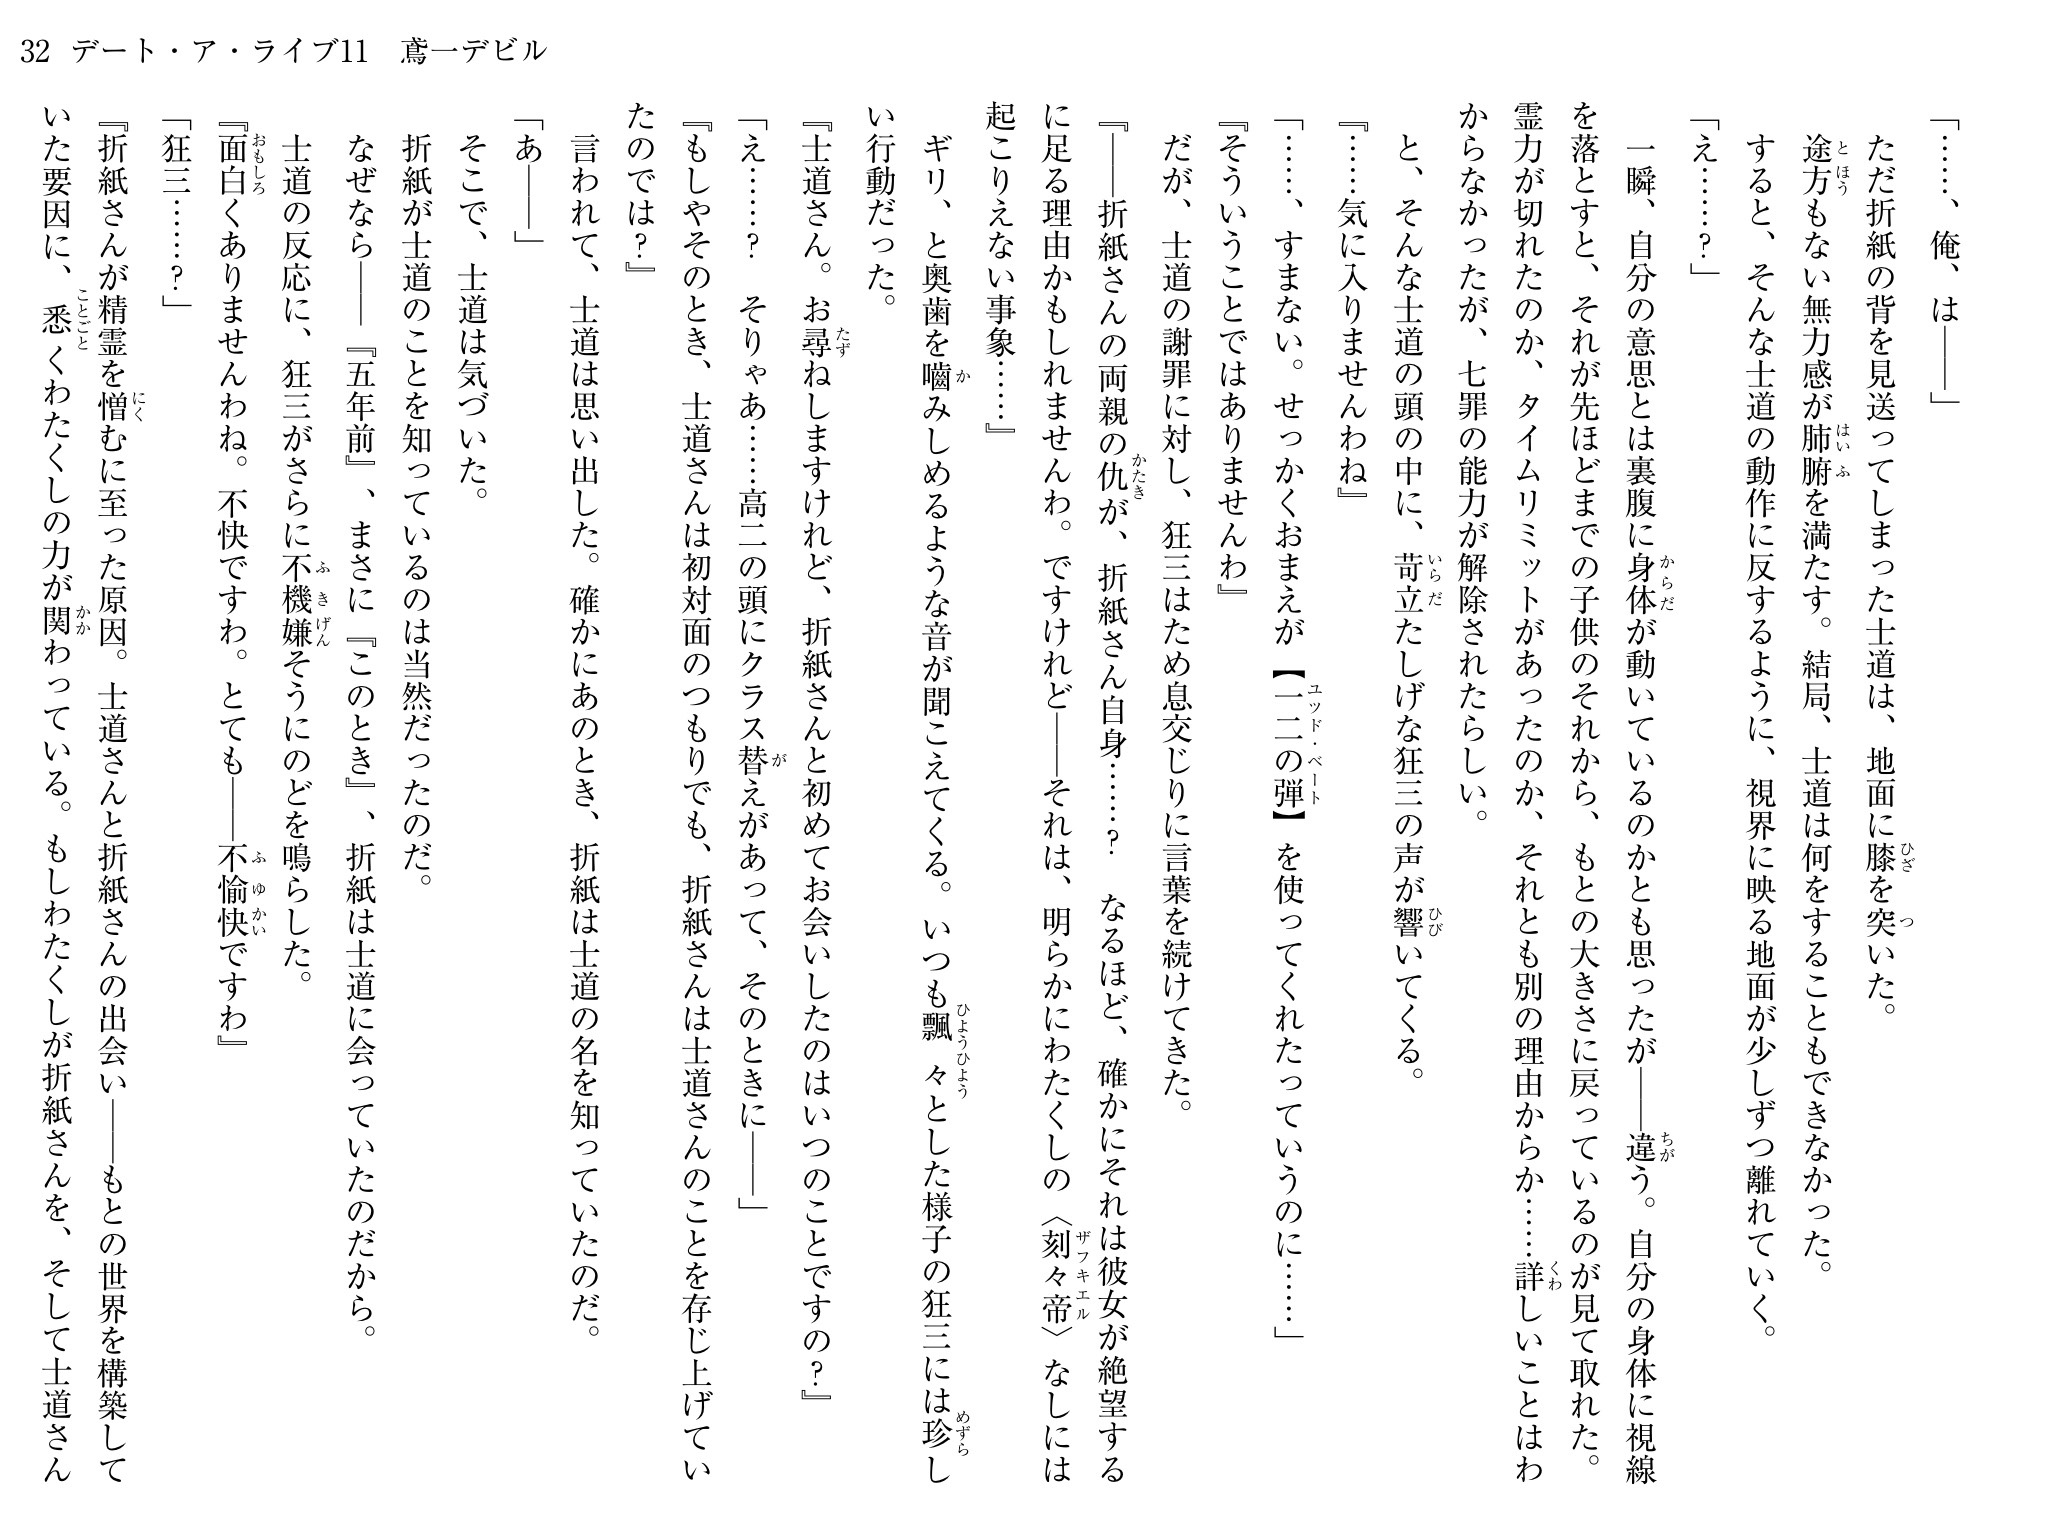 32 デート・ア・ライブ11　鳶一デビル
「……、俺、は――」
　ただ折紙の背を見送ってしまった士道は、地面に膝を突いた。
　途方もない無力感が肺腑を満たす。結局、士道は何をすることもできなかった。
　すると、そんな士道の動作に反するように、視界に映る地面が少しずつ離れていく。
「え……？」
　一瞬、自分の意思とは裏腹に身体が動いているのかとも思ったが――違う。自分の身体に視線
を落とすと、それが先ほどまでの子供のそれから、もとの大きさに戻っているのが見て取れた。
霊力が切れたのか、タイムリミットがあったのか、それとも別の理由からか……詳しいことはわ
からなかったが、七罪の能力が解除されたらしい。
　と、そんな士道の頭の中に、苛立たしげな狂三の声が響いてくる。
『……気に入りませんわね』
「……、すまない。せっかくおまえが【一二の弾】を使ってくれたっていうのに……」
『そういうことではありませんわ』
　だが、士道の謝罪に対し、狂三はため息交じりに言葉を続けてきた。
『――折紙さんの両親の仇が、折紙さん自身……？　なるほど、確かにそれは彼女が絶望する
に足る理由かもしれませんわ。ですけれど――それは、明らかにわたくしの〈刻々帝〉なしには
起こりえない事象……』
　ギリ、と奥歯を嚙みしめるような音が聞こえてくる。いつも飄々とした様子の狂三には珍し
い行動だった。
『士道さん。お尋ねしますけれど、折紙さんと初めてお会いしたのはいつのことですの？』
「え……？　そりゃあ……高二の頭にクラス替えがあって、そのときに――」
『もしやそのとき、士道さんは初対面のつもりでも、折紙さんは士道さんのことを存じ上げてい
たのでは？』
　言われて、士道は思い出した。確かにあのとき、折紙は士道の名を知っていたのだ。
「あ――」
　そこで、士道は気づいた。
　折紙が士道のことを知っているのは当然だったのだ。
　なぜなら――『五年前』、まさに『このとき』、折紙は士道に会っていたのだから。
　士道の反応に、狂三がさらに不機嫌そうにのどを鳴らした。
『面白くありませんわね。不快ですわ。とても――不愉快ですわ』
「狂三……？」
『折紙さんが精霊を憎むに至った原因。士道さんと折紙さんの出会い――もとの世界を構築して
いた要因に、悉くわたくしの力が関わっている。もしわたくしが折紙さんを、そして士道さん